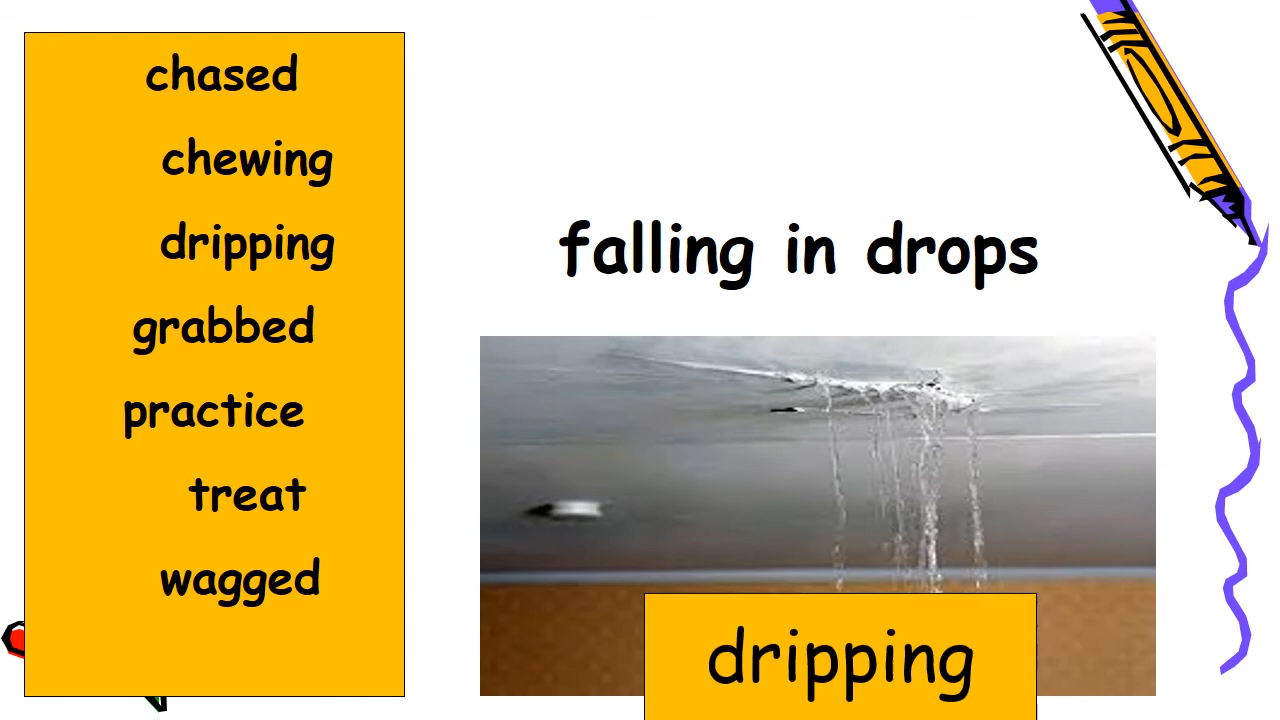 chased
chewing
dripping
grabbed
practice
treat
wagged
falling in drops
dripping